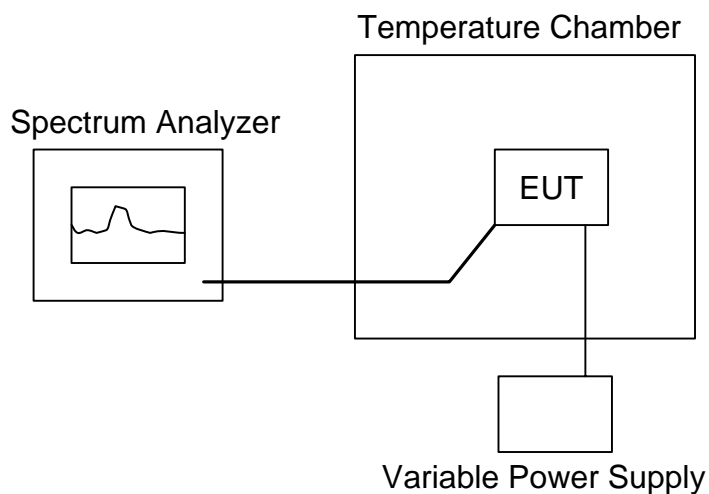 Temperature Chamber
Spectrum Analyzer
EUT
Variable Power Supply